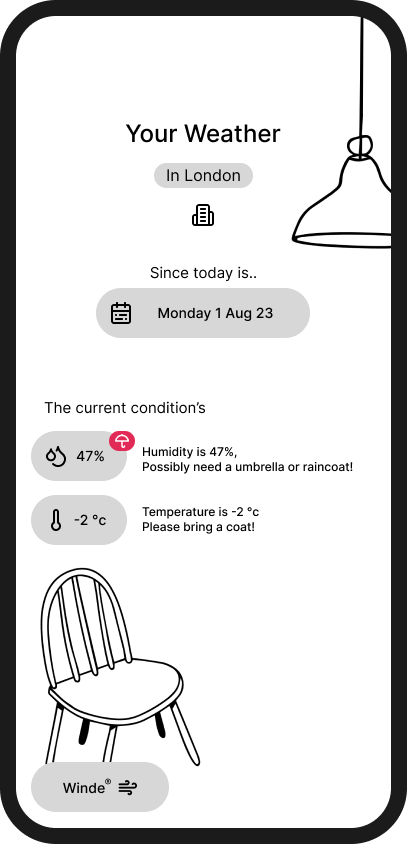 Your Weather
In London
Since today is..
Monday 1 Aug 23
The current condition's
47%
Humidity is 47%,
Possibly need a umbrella or raincoat!
-2 °c
Temperature is -2 °c
Please bring a coat!
Winde®